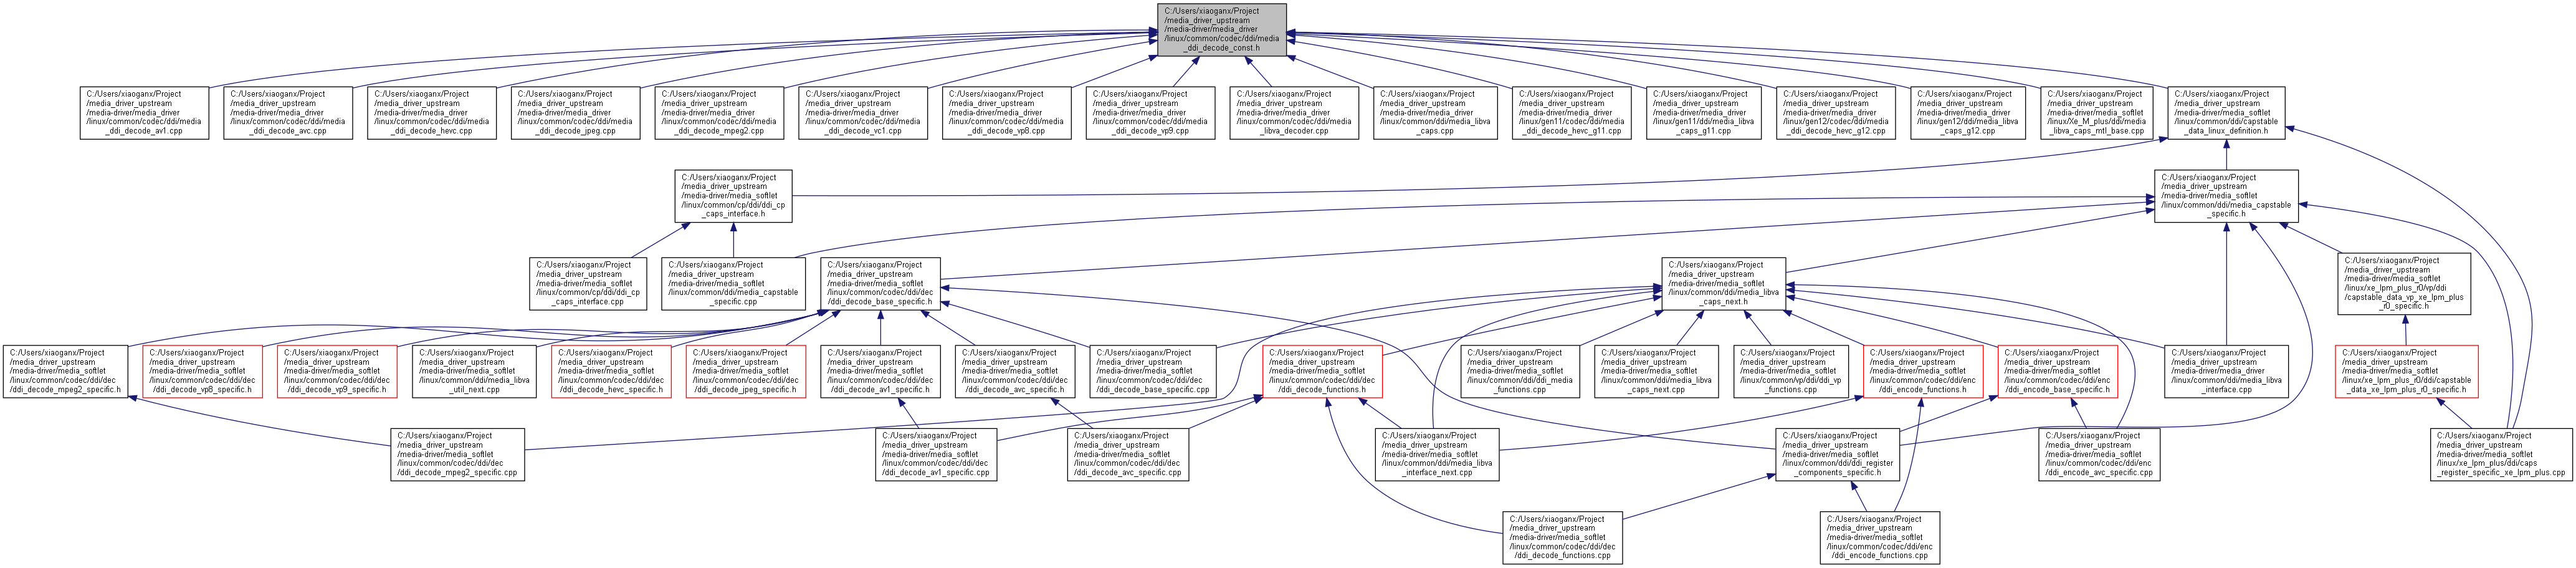 C:/Users/xiaoganx/Project
/media_driver_upstream
/media-driver/media_driver
/linux/common/codec/ddi/media
_ddi_decode_const.h
C:/Users/xiaoganx/Project
/media_driver_upstream
/media-driver/media_driver
/linux/common/codec/ddi/media
_ddi_decode_av1.cpp
C:/Users/xiaoganx/Project
/media_driver_upstream
/media-driver/media_driver
/linux/common/codec/ddi/media
_ddi_decode_avc.cpp
C:/Users/xiaoganx/Project
/media_driver_upstream
/media-driver/media_driver
/linux/common/codec/ddi/media
_ddi_decode_hevc.cpp
C:/Users/xiaoganx/Project
/media_driver_upstream
/media-driver/media_driver
/linux/common/codec/ddi/media
_ddi_decode_jpeg.cpp
C:/Users/xiaoganx/Project
/media_driver_upstream
/media-driver/media_driver
/linux/common/codec/ddi/media
_ddi_decode_mpeg2.cpp
C:/Users/xiaoganx/Project
/media_driver_upstream
/media-driver/media_driver
/linux/common/codec/ddi/media
_ddi_decode_vc1.cpp
C:/Users/xiaoganx/Project
/media_driver_upstream
/media-driver/media_driver
/linux/common/codec/ddi/media
_ddi_decode_vp8.cpp
C:/Users/xiaoganx/Project
/media_driver_upstream
/media-driver/media_driver
/linux/common/codec/ddi/media
_ddi_decode_vp9.cpp
C:/Users/xiaoganx/Project
/media_driver_upstream
/media-driver/media_driver
/linux/common/codec/ddi/media
_libva_decoder.cpp
C:/Users/xiaoganx/Project
/media_driver_upstream
/media-driver/media_driver
/linux/common/ddi/media_libva
_caps.cpp
C:/Users/xiaoganx/Project
/media_driver_upstream
/media-driver/media_driver
/linux/gen11/codec/ddi/media
_ddi_decode_hevc_g11.cpp
C:/Users/xiaoganx/Project
/media_driver_upstream
/media-driver/media_driver
/linux/gen11/ddi/media_libva
_caps_g11.cpp
C:/Users/xiaoganx/Project
/media_driver_upstream
/media-driver/media_driver
/linux/gen12/codec/ddi/media
_ddi_decode_hevc_g12.cpp
C:/Users/xiaoganx/Project
/media_driver_upstream
/media-driver/media_driver
/linux/gen12/ddi/media_libva
_caps_g12.cpp
C:/Users/xiaoganx/Project
/media_driver_upstream
/media-driver/media_softlet
/linux/Xe_M_plus/ddi/media
_libva_caps_mtl_base.cpp
C:/Users/xiaoganx/Project
/media_driver_upstream
/media-driver/media_softlet
/linux/common/ddi/capstable
_data_linux_definition.h
C:/Users/xiaoganx/Project
/media_driver_upstream
/media-driver/media_softlet
/linux/common/cp/ddi/ddi_cp
_caps_interface.h
C:/Users/xiaoganx/Project
/media_driver_upstream
/media-driver/media_softlet
/linux/common/ddi/media_capstable
_specific.h
C:/Users/xiaoganx/Project
/media_driver_upstream
/media-driver/media_softlet
/linux/common/cp/ddi/ddi_cp
_caps_interface.cpp
C:/Users/xiaoganx/Project
/media_driver_upstream
/media-driver/media_softlet
/linux/common/ddi/media_capstable
_specific.cpp
C:/Users/xiaoganx/Project
/media_driver_upstream
/media-driver/media_softlet
/linux/common/codec/ddi/dec
/ddi_decode_base_specific.h
C:/Users/xiaoganx/Project
/media_driver_upstream
/media-driver/media_softlet
/linux/common/ddi/media_libva
_caps_next.h
C:/Users/xiaoganx/Project
/media_driver_upstream
/media-driver/media_softlet
/linux/xe_lpm_plus_r0/vp/ddi
/capstable_data_vp_xe_lpm_plus
_r0_specific.h
C:/Users/xiaoganx/Project
/media_driver_upstream
/media-driver/media_softlet
/linux/common/codec/ddi/dec
/ddi_decode_mpeg2_specific.h
C:/Users/xiaoganx/Project
/media_driver_upstream
/media-driver/media_softlet
/linux/common/codec/ddi/dec
/ddi_decode_vp8_specific.h
C:/Users/xiaoganx/Project
/media_driver_upstream
/media-driver/media_softlet
/linux/common/codec/ddi/dec
/ddi_decode_vp9_specific.h
C:/Users/xiaoganx/Project
/media_driver_upstream
/media-driver/media_softlet
/linux/common/ddi/media_libva
_util_next.cpp
C:/Users/xiaoganx/Project
/media_driver_upstream
/media-driver/media_softlet
/linux/common/codec/ddi/dec
/ddi_decode_hevc_specific.h
C:/Users/xiaoganx/Project
/media_driver_upstream
/media-driver/media_softlet
/linux/common/codec/ddi/dec
/ddi_decode_jpeg_specific.h
C:/Users/xiaoganx/Project
/media_driver_upstream
/media-driver/media_softlet
/linux/common/codec/ddi/dec
/ddi_decode_av1_specific.h
C:/Users/xiaoganx/Project
/media_driver_upstream
/media-driver/media_softlet
/linux/common/codec/ddi/dec
/ddi_decode_avc_specific.h
C:/Users/xiaoganx/Project
/media_driver_upstream
/media-driver/media_softlet
/linux/common/codec/ddi/dec
/ddi_decode_base_specific.cpp
C:/Users/xiaoganx/Project
/media_driver_upstream
/media-driver/media_softlet
/linux/common/codec/ddi/dec
/ddi_decode_functions.h
C:/Users/xiaoganx/Project
/media_driver_upstream
/media-driver/media_softlet
/linux/common/ddi/ddi_media
_functions.cpp
C:/Users/xiaoganx/Project
/media_driver_upstream
/media-driver/media_softlet
/linux/common/ddi/media_libva
_caps_next.cpp
C:/Users/xiaoganx/Project
/media_driver_upstream
/media-driver/media_softlet
/linux/common/vp/ddi/ddi_vp
_functions.cpp
C:/Users/xiaoganx/Project
/media_driver_upstream
/media-driver/media_softlet
/linux/common/codec/ddi/enc
/ddi_encode_functions.h
C:/Users/xiaoganx/Project
/media_driver_upstream
/media-driver/media_softlet
/linux/common/codec/ddi/enc
/ddi_encode_base_specific.h
C:/Users/xiaoganx/Project
/media_driver_upstream
/media-driver/media_driver
/linux/common/ddi/media_libva
_interface.cpp
C:/Users/xiaoganx/Project
/media_driver_upstream
/media-driver/media_softlet
/linux/xe_lpm_plus_r0/ddi/capstable
_data_xe_lpm_plus_r0_specific.h
C:/Users/xiaoganx/Project
/media_driver_upstream
/media-driver/media_softlet
/linux/common/codec/ddi/dec
/ddi_decode_mpeg2_specific.cpp
C:/Users/xiaoganx/Project
/media_driver_upstream
/media-driver/media_softlet
/linux/common/codec/ddi/dec
/ddi_decode_av1_specific.cpp
C:/Users/xiaoganx/Project
/media_driver_upstream
/media-driver/media_softlet
/linux/common/codec/ddi/dec
/ddi_decode_avc_specific.cpp
C:/Users/xiaoganx/Project
/media_driver_upstream
/media-driver/media_softlet
/linux/common/ddi/media_libva
_interface_next.cpp
C:/Users/xiaoganx/Project
/media_driver_upstream
/media-driver/media_softlet
/linux/common/ddi/ddi_register
_components_specific.h
C:/Users/xiaoganx/Project
/media_driver_upstream
/media-driver/media_softlet
/linux/common/codec/ddi/enc
/ddi_encode_avc_specific.cpp
C:/Users/xiaoganx/Project
/media_driver_upstream
/media-driver/media_softlet
/linux/xe_lpm_plus/ddi/caps
_register_specific_xe_lpm_plus.cpp
C:/Users/xiaoganx/Project
/media_driver_upstream
/media-driver/media_softlet
/linux/common/codec/ddi/dec
/ddi_decode_functions.cpp
C:/Users/xiaoganx/Project
/media_driver_upstream
/media-driver/media_softlet
/linux/common/codec/ddi/enc
/ddi_encode_functions.cpp